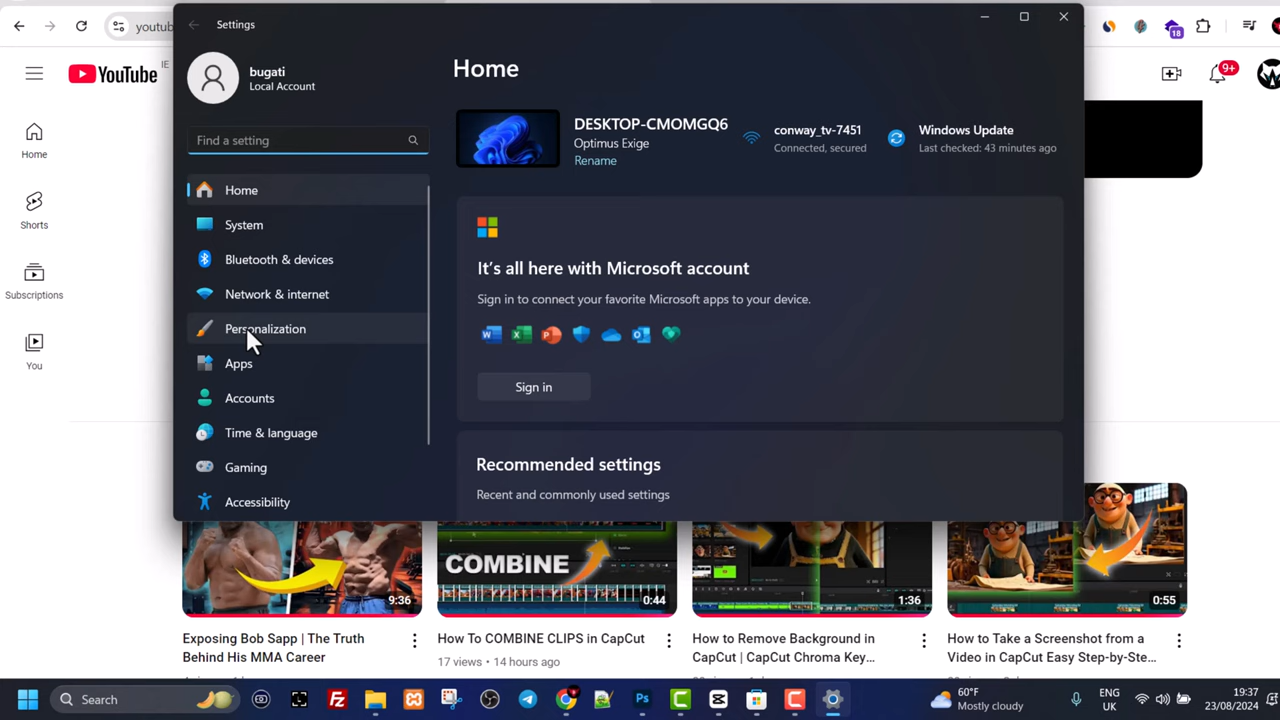 youtub
Settings
18
YouTube
IE
9+
Home
Shorts
Subscriptions
You
bugati
Local Account
Find a setting
Home
System
Bluetooth & devices
Network & internet
Personalization
Apps
Accounts
Time & language
Gaming
Accessibility
Home
DESKTOP-CMOMGQ6
Optimus Exige
Rename
conway_tv-7451
Connected, secured
Windows Update
Last checked: 43 minutes ago
It's all here with Microsoft account
Sign in to connect your favorite Microsoft apps to your device.
Sign in
Recommended settings
Recent and commonly used settings
9:36
COMBINE
0:44
1:36
0:55
Exposing Bob Sapp | The Truth
Behind His MMA Career
How To COMBINE CLIPS in CapCut
17 views • 14 hours ago
How to Remove Background in
CapCut | CapCut Chroma Key...
How to Take a Screenshot from a
Video in CapCut Easy Step-by-Ste...
Search
Fz
Ps
60°F
Mostly cloudy
ENG
UK
19:37
23/08/2024